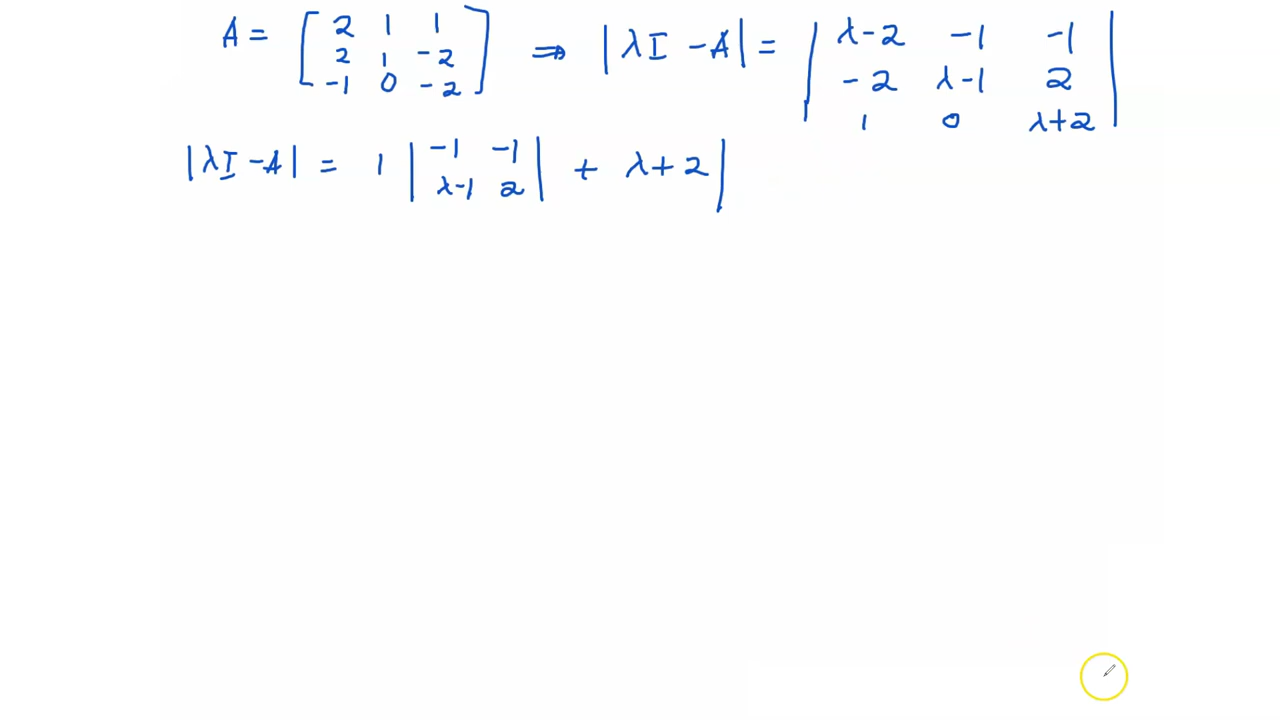 A = [ 2 1 1 ⇒ |λI - A| = | λ-2 -1 -1 |
2 1 -2 -2 λ-1 2
-1 0 -2 ] 1 0 λ+2
|λI - A| = 1 | -1 -1 | + λ+2 |
λ-1 2